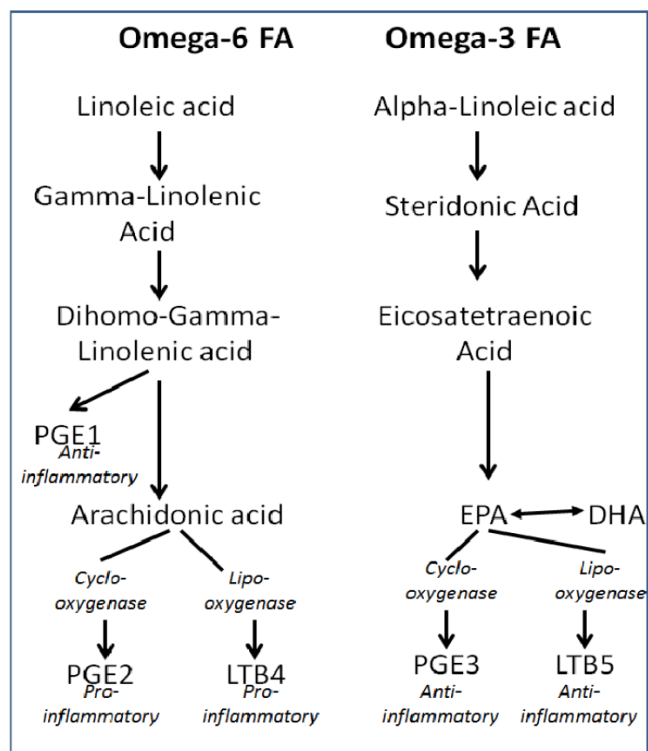 Omega-6 FA
Omega-3 FA
Linoleic acid
Alpha-Linoleic acid
Gamma-Linolenic
Acid
Steridonic Acid
Dihomo-Gamma-
Linolenic acid
Eicosatetraenoic
Acid
PGE1
Anti-
inflammatory
Arachidonic acid
EPA
DHA
Cyclo-
oxygenase
Lipo-
oxygenase
Cyclo-
oxygenase
Lipo-
oxygenase
PGE2
Pro-
inflammatory
LTB4
Pro-
inflammatory
PGE3
Anti-
inflammatory
LTB5
Anti-
inflammatory